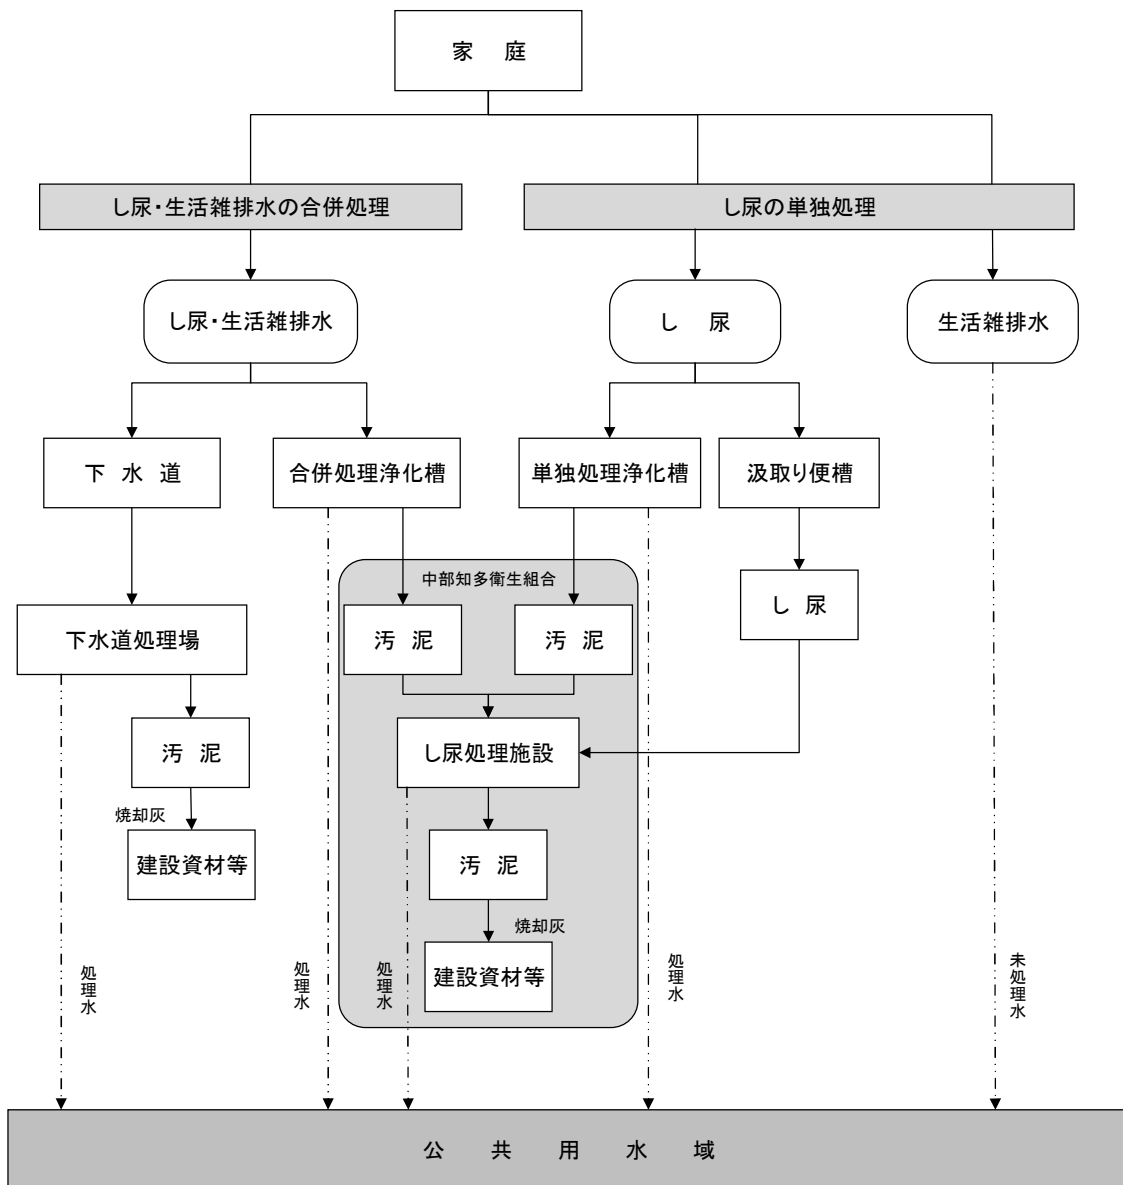 家 庭
し尿・生活雑排水の合併処理
し尿の単独処理
し尿・生活雑排水
し 尿
生活雑排水
下 水 道
合併処理浄化槽
単独処理浄化槽
汲取り便槽
中部知多衛生組合
し 尿
下水道処理場
汚 泥
汚 泥
汚 泥
し尿処理施設
焼却灰
建設資材等
汚 泥
焼却灰
建設資材等
処理水
処理水
処理水
処理水
未処理水
公 共 用 水 域